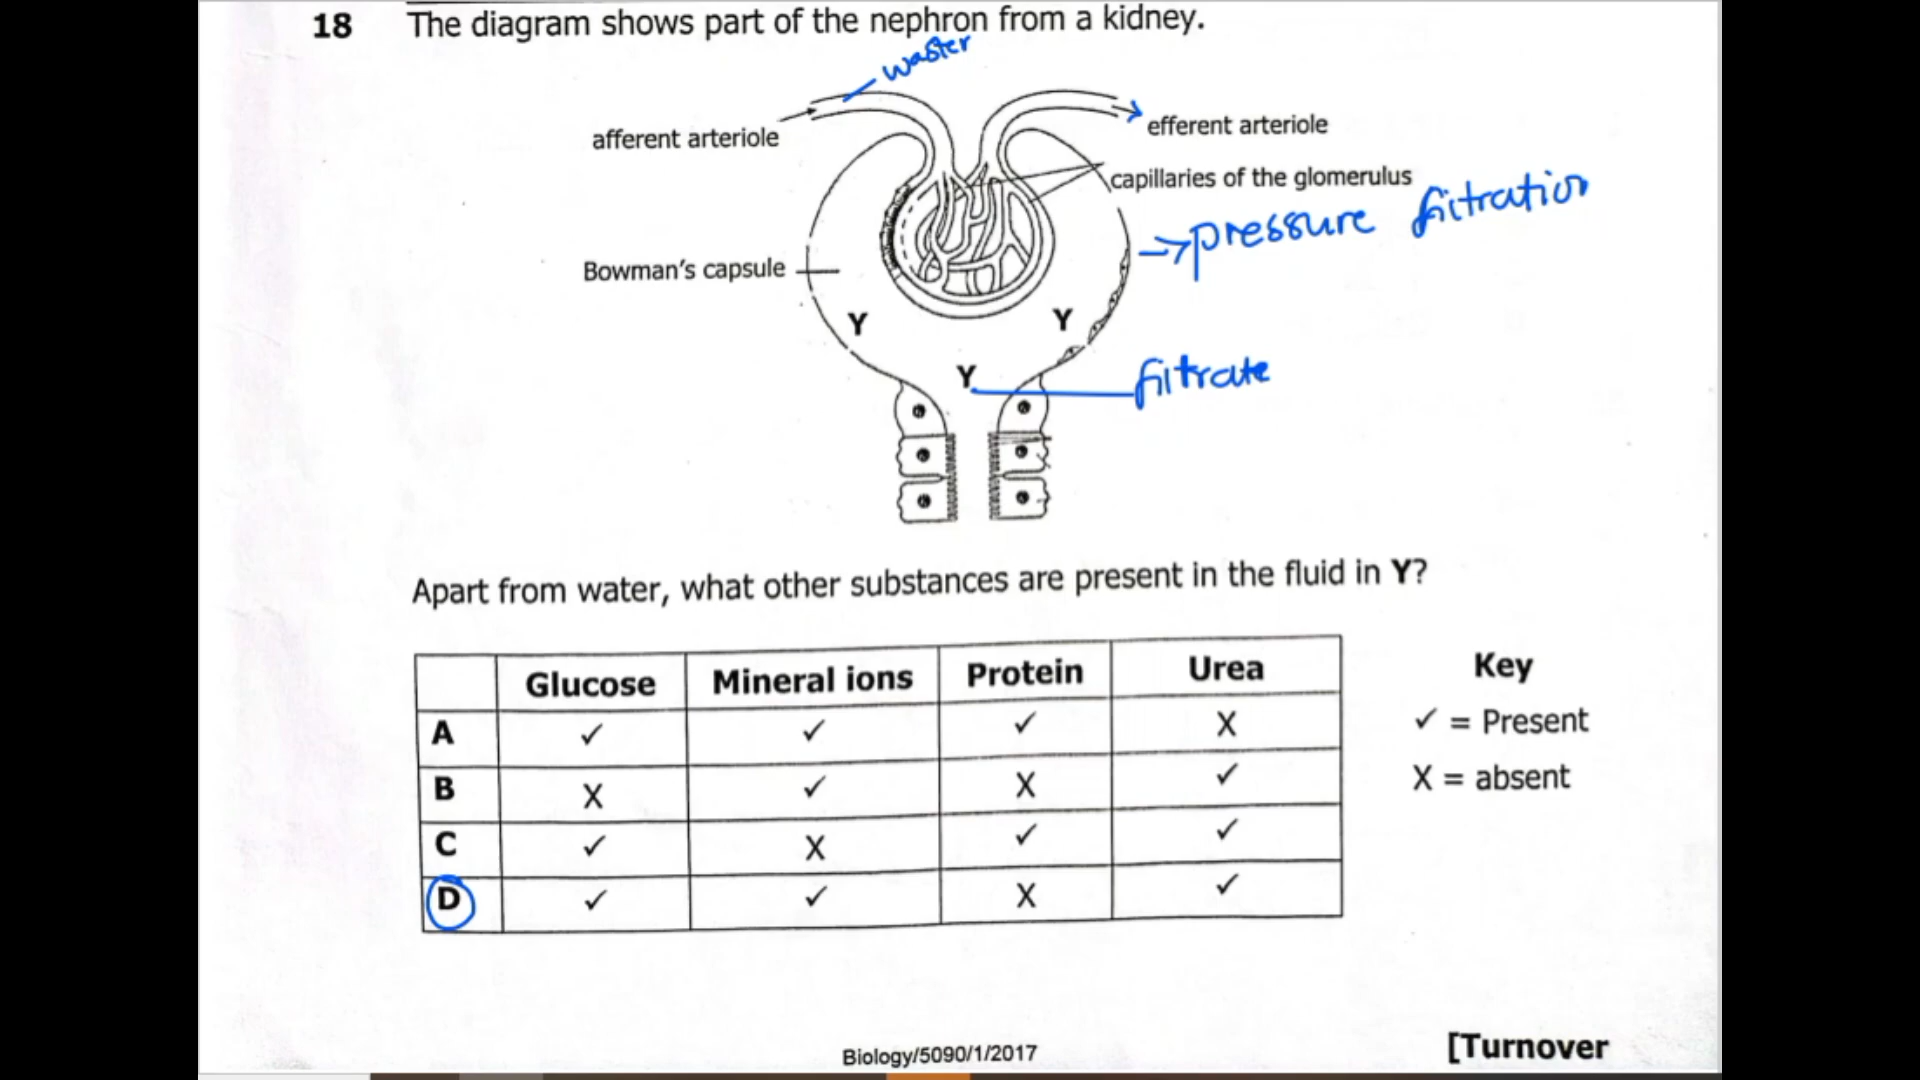 18 The diagram shows part of the nephron from a kidney.
waster
afferent arteriole
efferent arteriole
capillaries of the glomerulus
→ pressure filtration
Bowman's capsule
Y Y
Y
filtrate
Apart from water, what other substances are present in the fluid in Y?
Glucose Mineral ions Protein Urea
A ✓ ✓ ✓ X
B X ✓ X ✓
C ✓ X ✓ ✓
D ✓ ✓ X ✓
Key
✓ = Present
X = absent
Biology/5090/1/2017
[Turnover